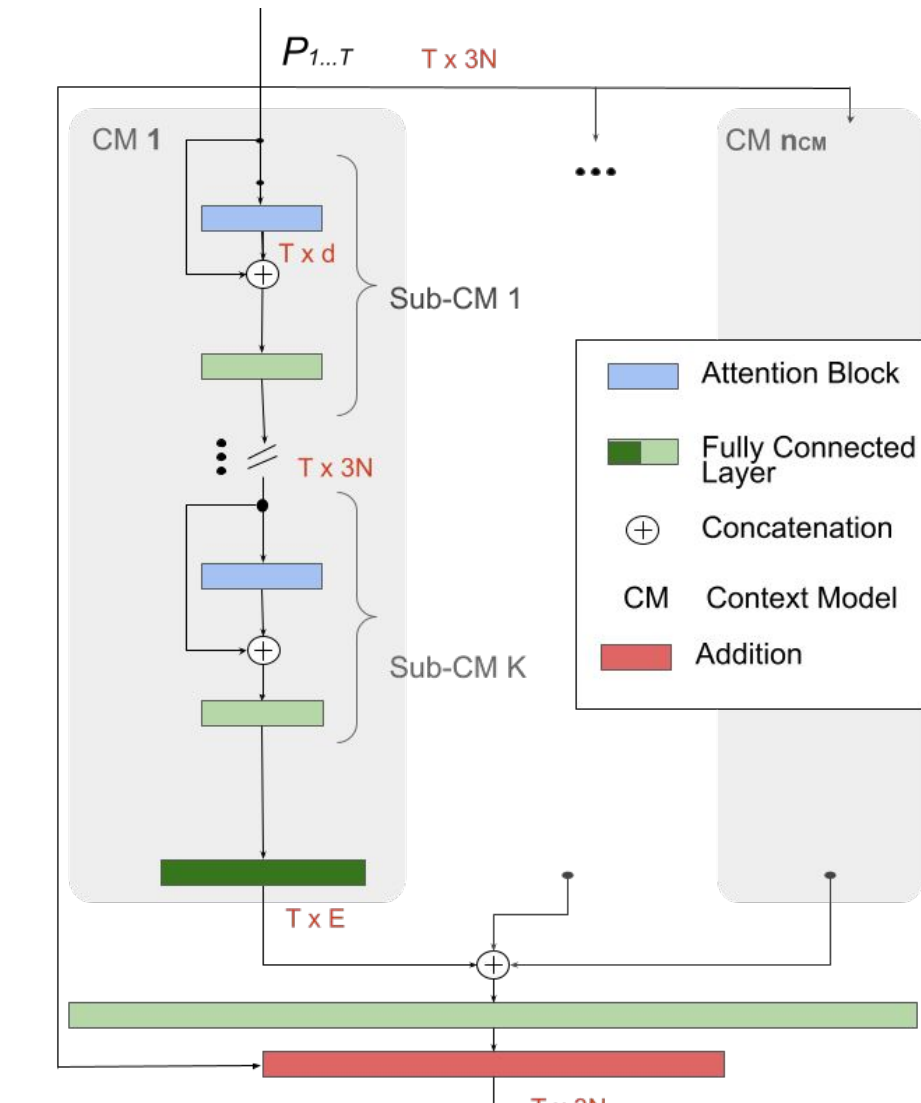 P1...T
T x 3N
CM 1
CM nCM
T x d
Sub-CM 1
Attention Block
Fully Connected
Layer
T x 3N
Concatenation
CM Context Model
Sub-CM K
Addition
T x E